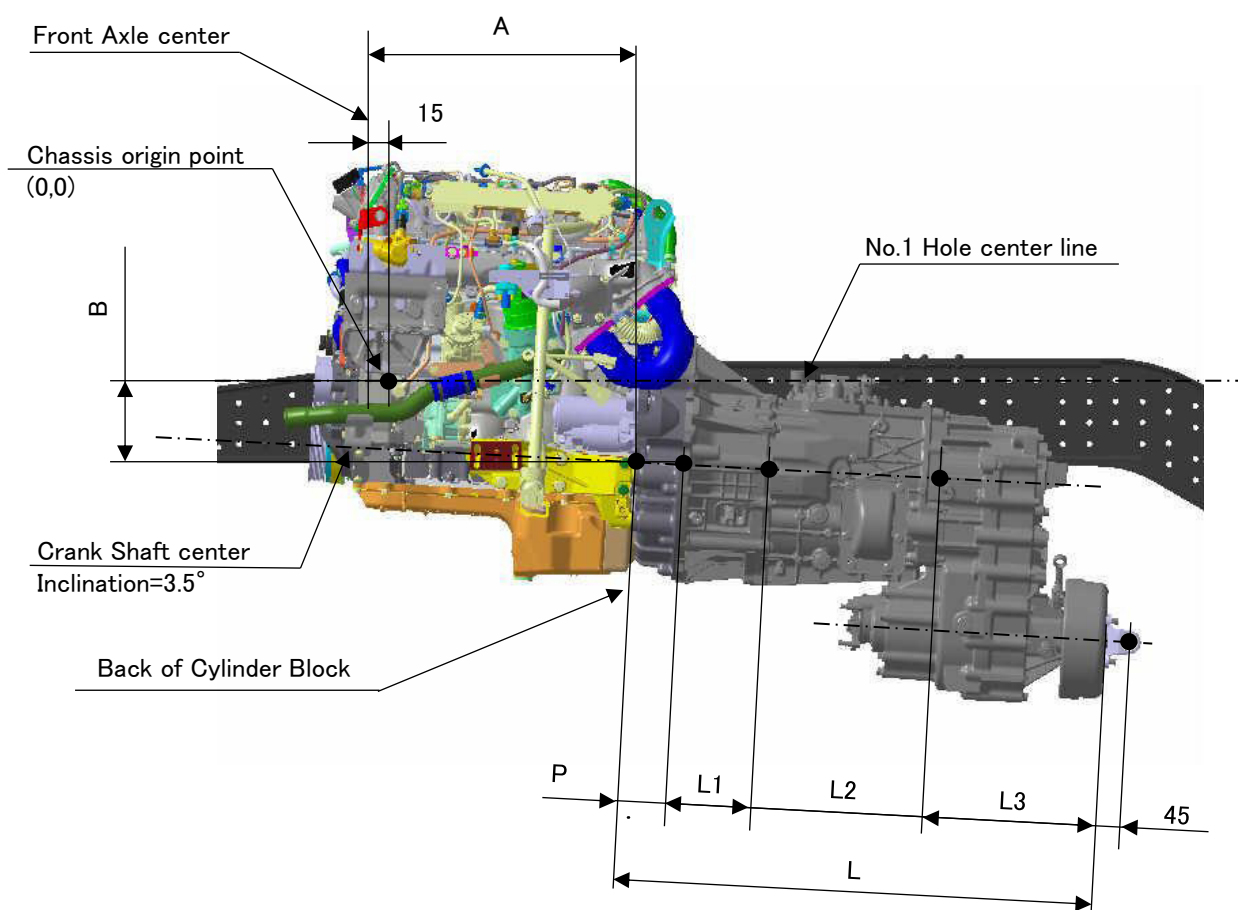 A
Front Axle center
15
Chassis origin point
(0,0)
No.1 Hole center line
B
Crank Shaft center
Inclination=3.5°
Back of Cylinder Block
P
L1
L2
L3
45
L